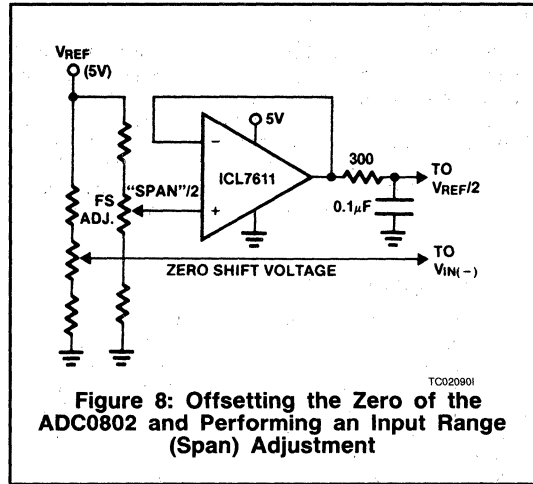 VREF
(5V)
5V
−
ICL7611
+
"SPAN"/2
FS
ADJ.
300
0.1μF
TO
VREF/2
ZERO SHIFT VOLTAGE
TO
VIN(−)
TC02090I
Figure 8: Offsetting the Zero of the
ADC0802 and Performing an Input Range
(Span) Adjustment